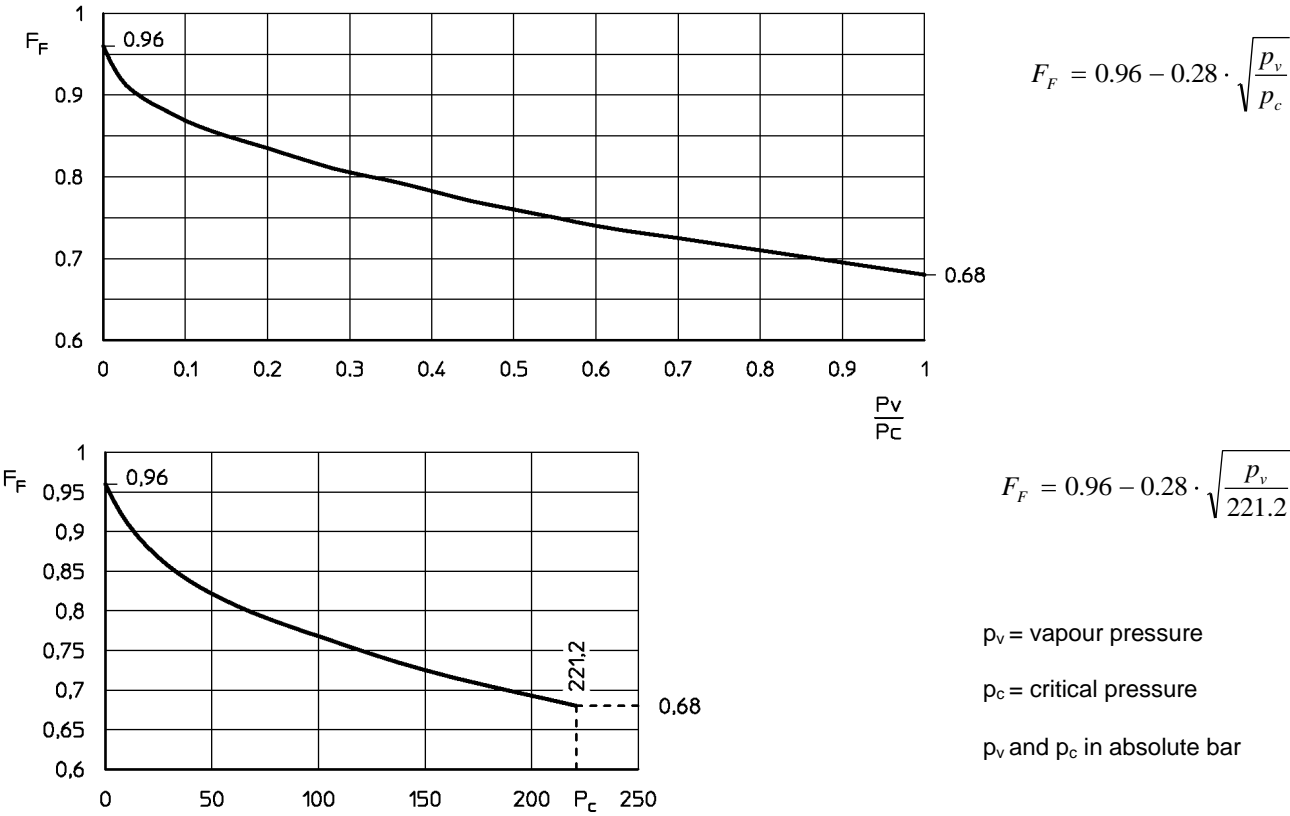 1
F_F
0.96
0.9
0.8
0.7
0.68
0.6
0 0.1 0.2 0.3 0.4 0.5 0.6 0.7 0.8 0.9 1
Pv
Pc
F_F = 0.96 − 0.28 · √(p_v / p_c)
1
F_F
0,96
0,95
0,9
0,85
0,8
0,75
0,7
0,65
0,6
221,2
0,68
0 50 100 150 200 P_c 250
F_F = 0.96 − 0.28 · √(p_v / 221.2)
p_v = vapour pressure
p_c = critical pressure
p_v and p_c in absolute bar